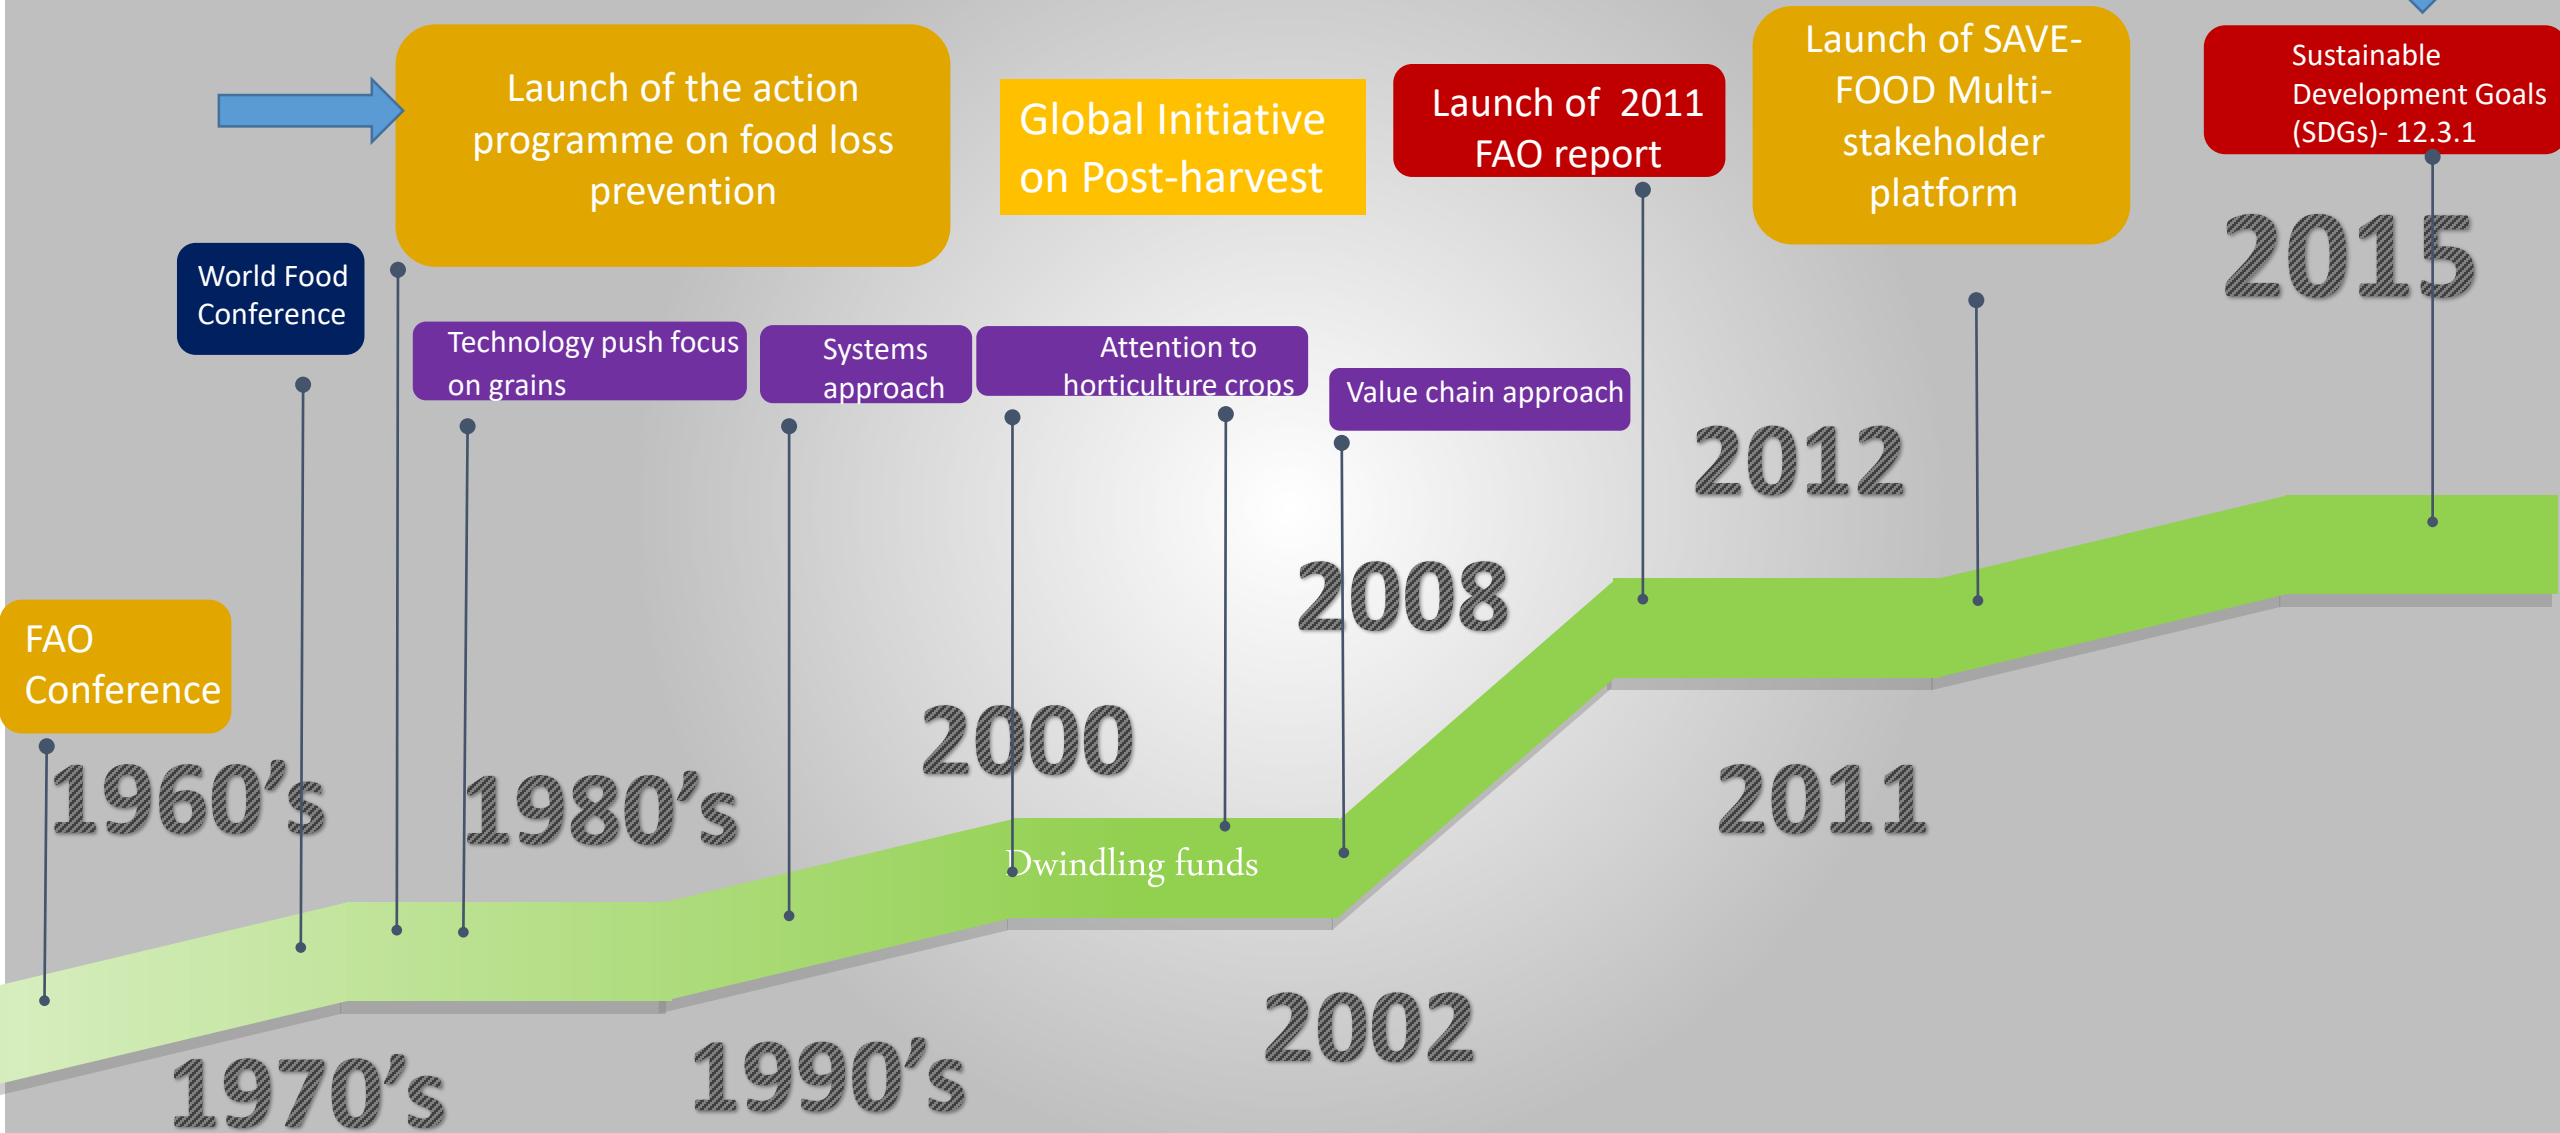 Launch of the action
programme on food loss
prevention
Global Initiative
on Post-harvest
Launch of  2011
FAO report
Launch of SAVE-
FOOD Multi-
stakeholder
platform
Sustainable
Development Goals
(SDGs)- 12.3.1
2015
World Food
Conference
Technology push focus
on grains
Systems
approach
Attention to
horticulture crops
Value chain approach
2012
2008
FAO
Conference
2000
1960’s
1980’s
2011
Dwindling funds
2002
1970’s
1990’s